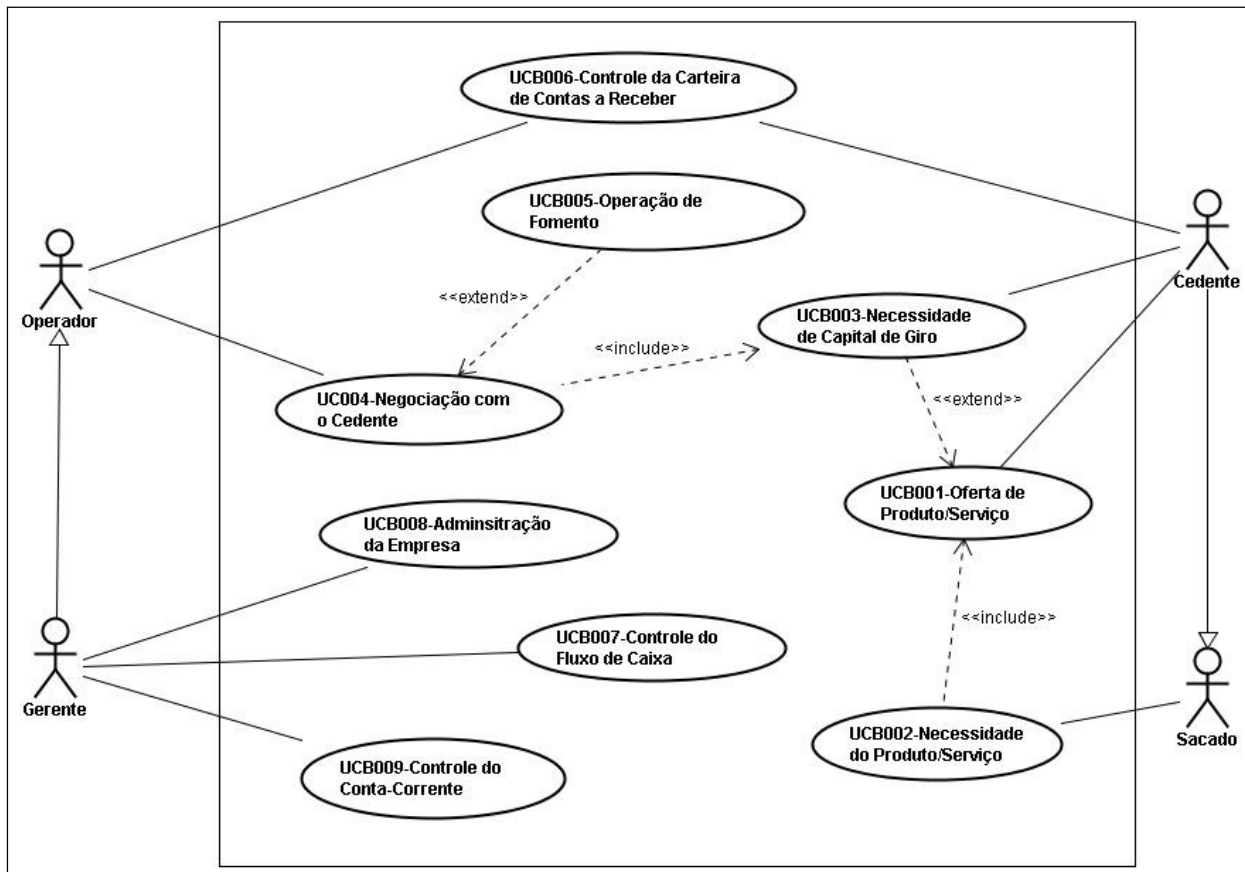 UCB006-Controle da Carteira
de Contas a Receber
UCB005-Operação de
Fomento
Operador
Cedente
<<extend>>
UCB003-Necessidade
de Capital de Giro
<<include>>
UC004-Negociação com
o Cedente
<<extend>>
UCB001-Oferta de
Produto/Serviço
UCB008-Adminsitração
da Empresa
<<include>>
UCB007-Controle do
Fluxo de Caixa
Gerente
UCB002-Necessidade
do Produto/Serviço
Sacado
UCB009-Controle do
Conta-Corrente